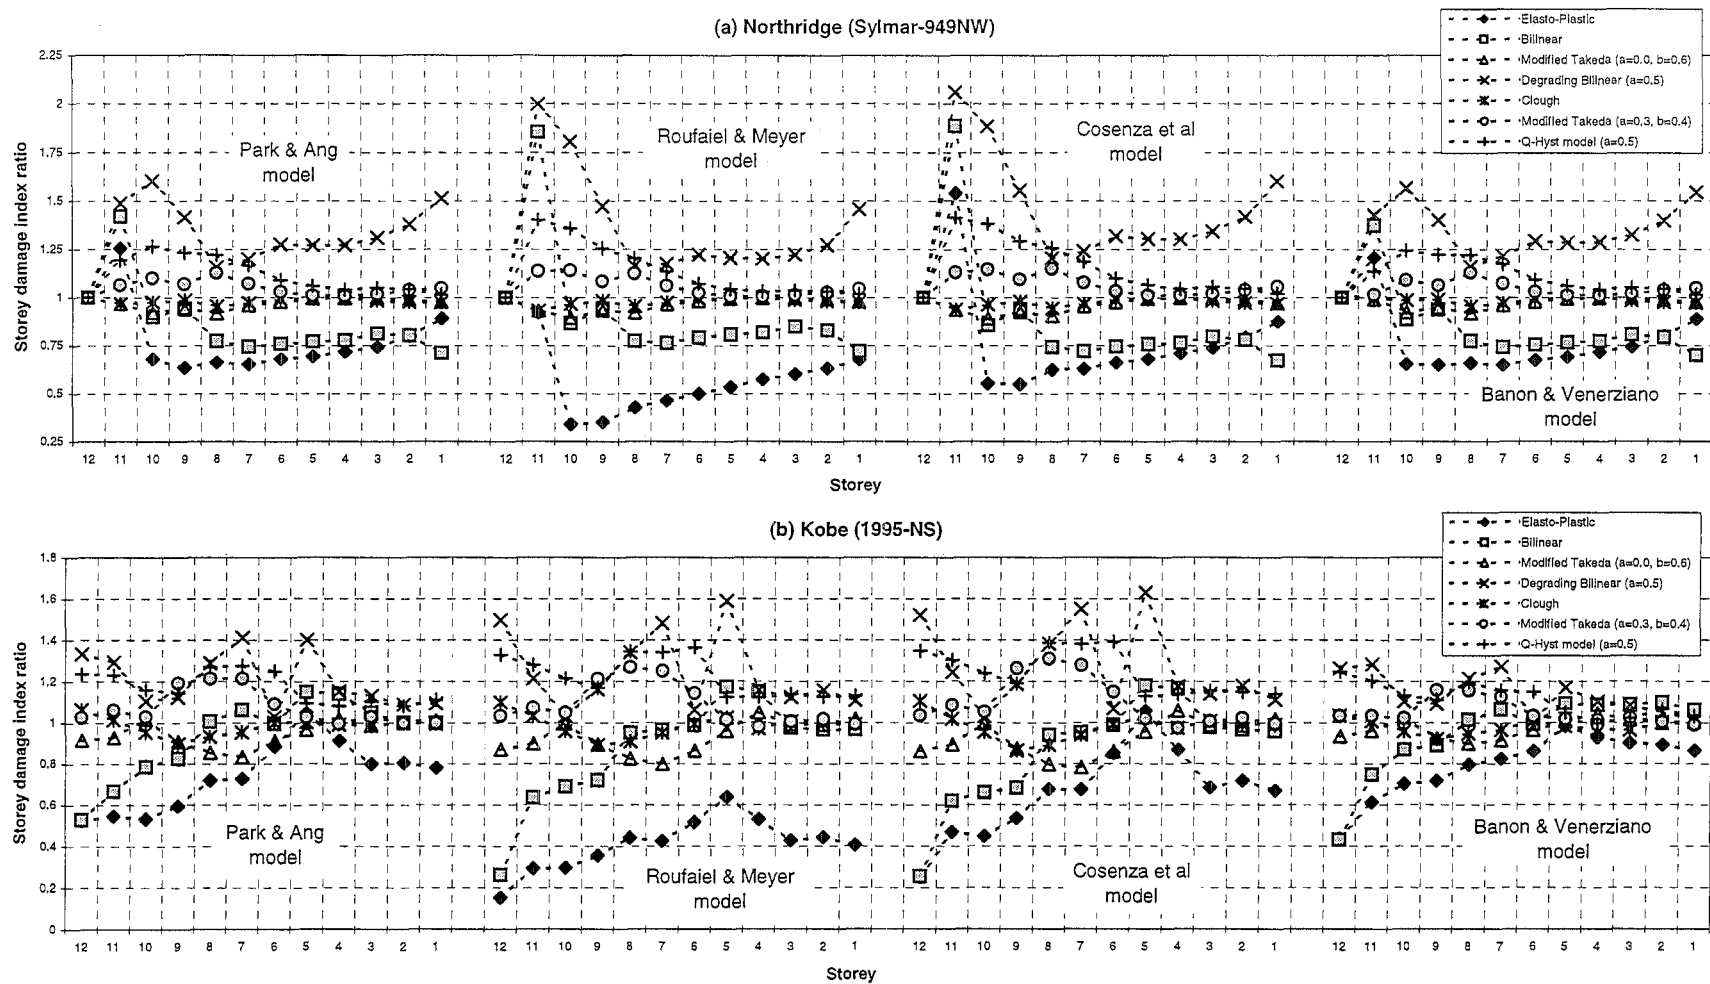 (a) Northridge (Sylmar-949NW)
Elasto-Plastic
Bilinear
Modified Takeda (a=0.0, b=0.6)
Degrading Bilinear (a=0.5)
Clough
Modified Takeda (a=0.3, b=0.4)
Q-Hyst model (a=0.5)
Storey damage index ratio
2.25
2
1.75
1.5
1.25
1
0.75
0.5
0.25
Park & Ang
model
Roufaiel & Meyer
model
Cosenza et al
model
Banon & Venerziano
model
12 11 10 9 8 7 6 5 4 3 2 1 12 11 10 9 8 7 6 5 4 3 2 1 12 11 10 9 8 7 6 5 4 3 2 1 12 11 10 9 8 7 6 5 4 3 2 1
Storey
(b) Kobe (1995-NS)
Elasto-Plastic
Bilinear
Modified Takeda (a=0.0, b=0.6)
Degrading Bilinear (a=0.5)
Clough
Modified Takeda (a=0.3, b=0.4)
Q-Hyst model (a=0.5)
Storey damage index ratio
1.8
1.6
1.4
1.2
1
0.8
0.6
0.4
0.2
0
Park & Ang
model
Roufaiel & Meyer
model
Cosenza et al
model
Banon & Venerziano
model
12 11 10 9 8 7 6 5 4 3 2 1 12 11 10 9 8 7 6 5 4 3 2 1 12 11 10 9 8 7 6 5 4 3 2 1 12 11 10 9 8 7 6 5 4 3 2 1
Storey